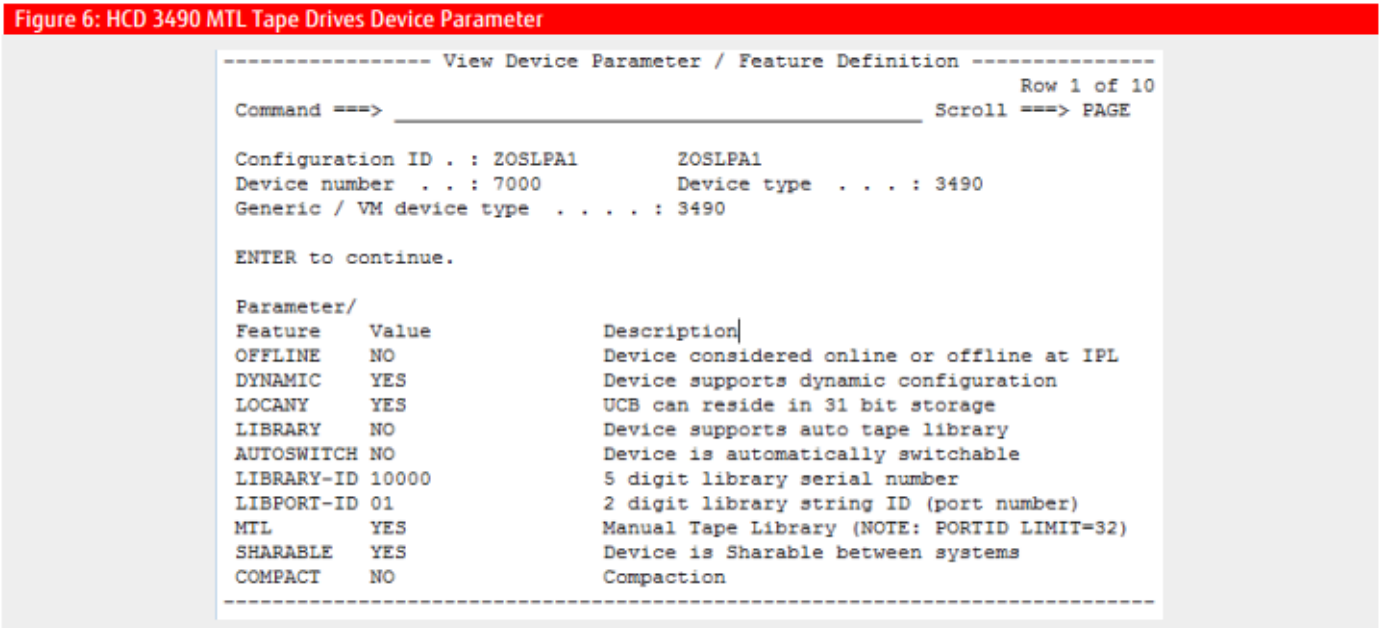 Figure 6: HCD 3490 MTL Tape Drives Device Parameter
----------------- View Device Parameter / Feature Definition ---------------
Row 1 of 10
Command ===> ________________________________________ Scroll ===> PAGE
Configuration ID . : ZOSLPA1 ZOSLPA1
Device number . . : 7000 Device type . . . : 3490
Generic / VM device type . . . . : 3490
ENTER to continue.
Parameter/
Feature Value Description
OFFLINE NO Device considered online or offline at IPL
DYNAMIC YES Device supports dynamic configuration
LOCANY YES UCB can reside in 31 bit storage
LIBRARY NO Device supports auto tape library
AUTOSWITCH NO Device is automatically switchable
LIBRARY-ID 10000 5 digit library serial number
LIBPORT-ID 01 2 digit library string ID (port number)
MTL YES Manual Tape Library (NOTE: PORTID LIMIT=32)
SHARABLE YES Device is Sharable between systems
COMPACT NO Compaction
----------------------------------------------------------------------------